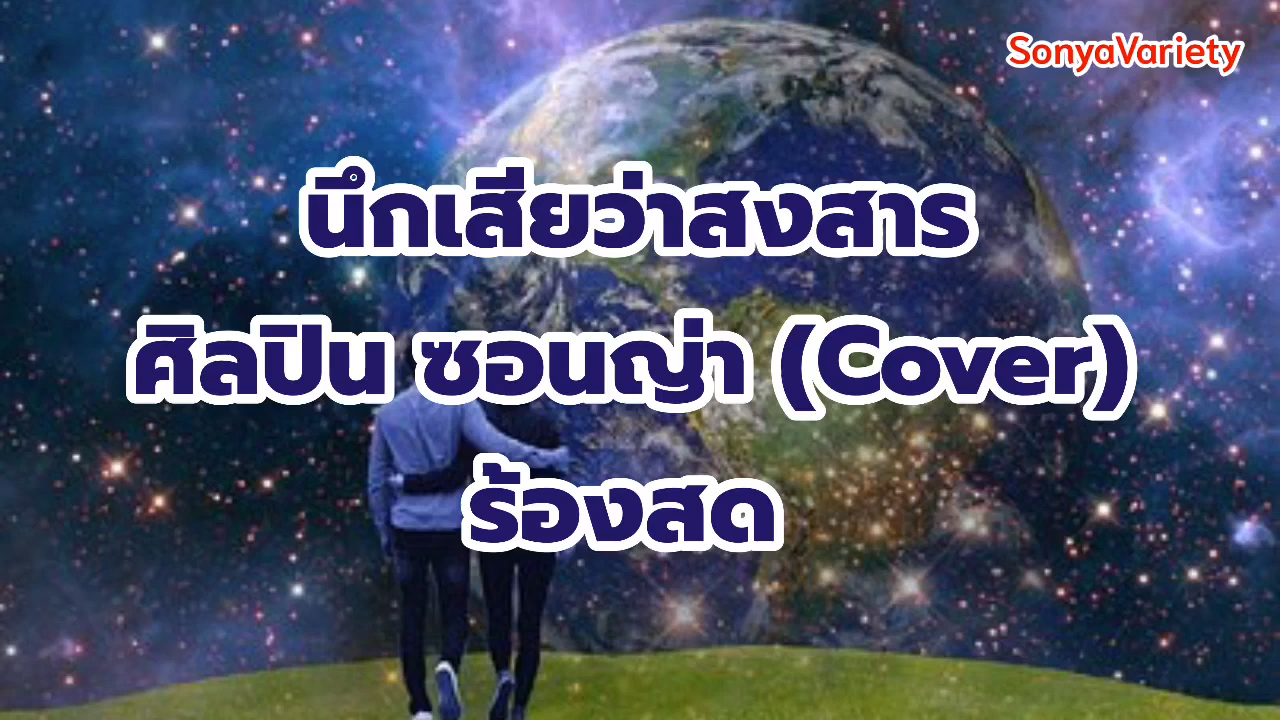 SonyaVariety
นึกเสียว่าสงสาร
ศิลปิน ซอนญ่า (Cover)
ร้องสด